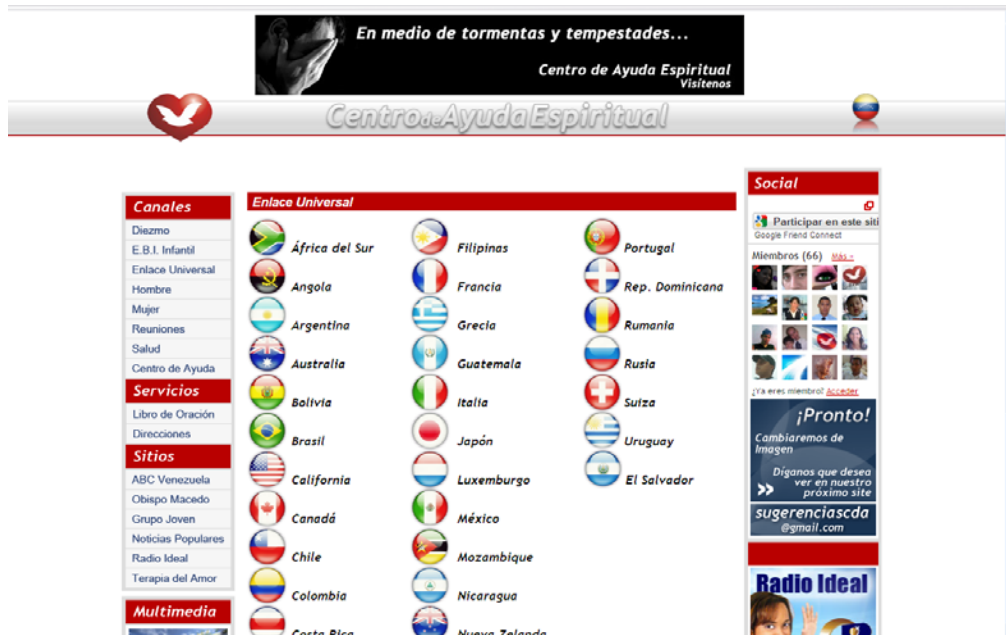 En medio de tormentas y tempestades...
Centro de Ayuda Espiritual
Visítenos
Centro de Ayuda Espiritual
Canales
Diezmo
E.B.I. Infantil
Enlace Universal
Hombre
Mujer
Reuniones
Salud
Centro de Ayuda
Servicios
Libro de Oración
Direcciones
Sitios
ABC Venezuela
Obispo Macedo
Grupo Joven
Noticias Populares
Radio Ideal
Terapia del Amor
Multimedia
Enlace Universal
África del Sur
Angola
Argentina
Australia
Bolivia
Brasil
California
Canadá
Chile
Colombia
Costa Rica
Filipinas
Francia
Grecia
Guatemala
Italia
Japón
Luxemburgo
México
Mozambique
Nicaragua
Nueva Zelanda
Portugal
Rep. Dominicana
Rumania
Rusia
Suiza
Uruguay
El Salvador
Social
Participar en este siti
Google Friend Connect
Miembros (66) Más »
¿Ya eres miembro? Acceder
¡Pronto!
Cambiaremos de
Imagen
Díganos que desea
ver en nuestro
próximo site
sugerenciascda
@gmail.com
Radio Ideal